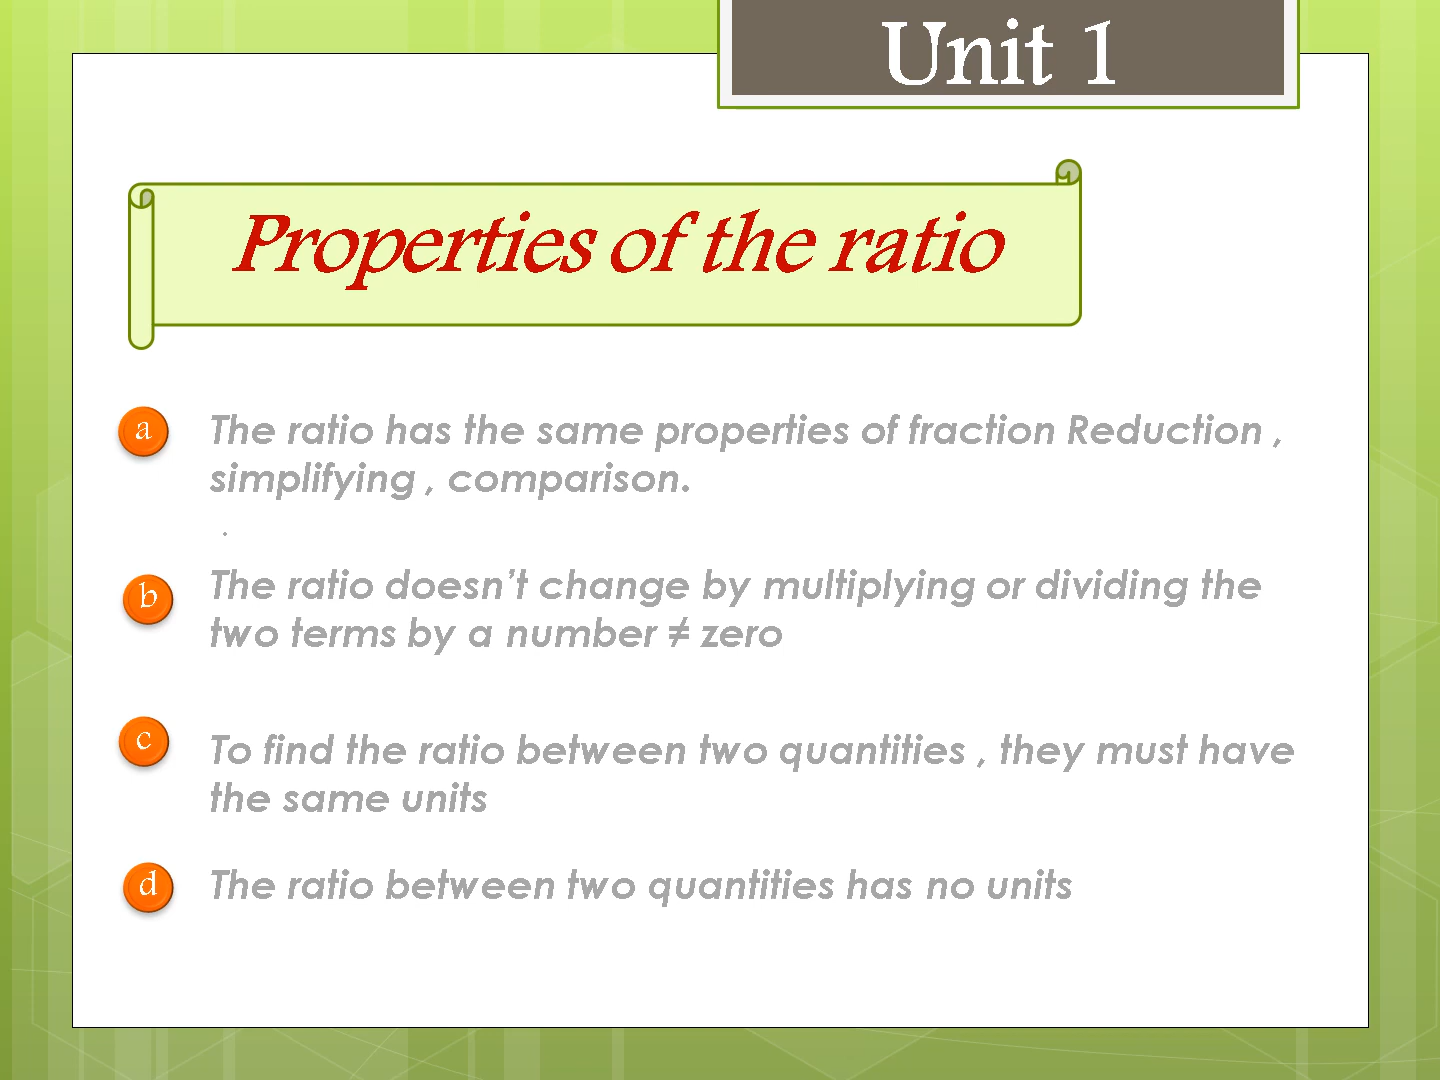 Unit 1
Properties of the ratio
a The ratio has the same properties of fraction Reduction ,
simplifying , comparison.
.
b The ratio doesn’t change by multiplying or dividing the
two terms by a number ≠ zero
c To find the ratio between two quantities , they must have
the same units
d The ratio between two quantities has no units